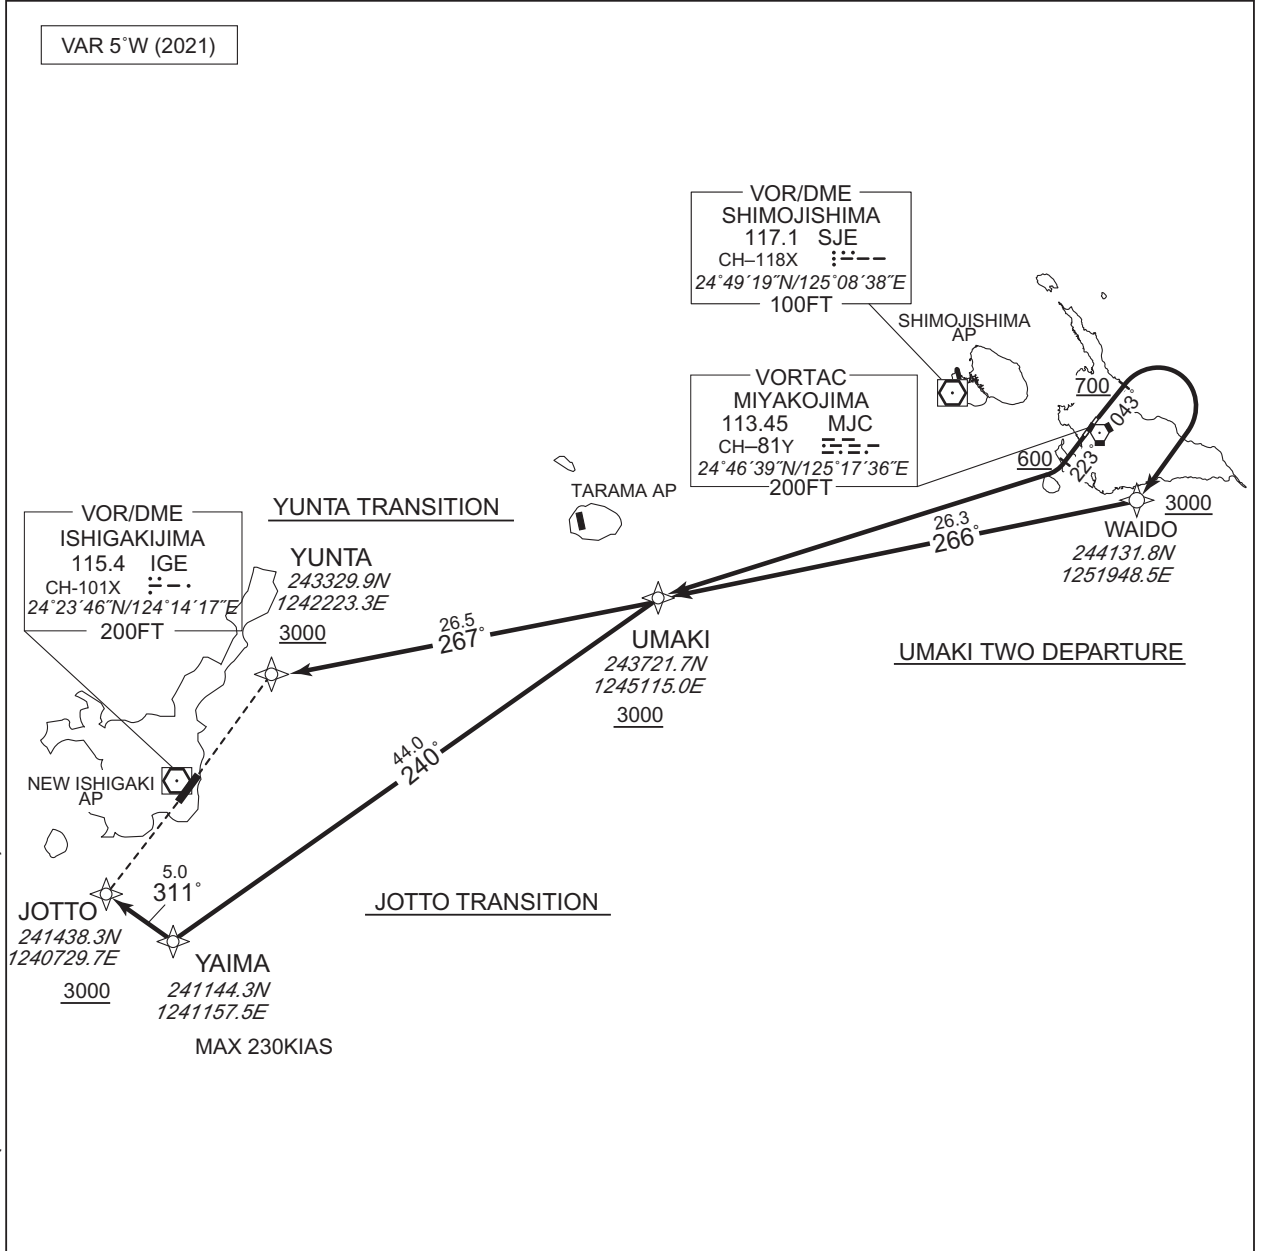 VAR 5˚W (2021)
VOR/DME
SHIMOJISHIMA
117.1 SJE
CH–118X
24˚49´19˝N/125˚08´38˝E
100FT
SHIMOJISHIMA
AP
VORTAC
MIYAKOJIMA
113.45 MJC
CH–81Y
24˚46´39˝N/125˚17´36˝E
200FT
700
043˚
600
223˚
3000
WAIDO
244131.8N
1251948.5E
26.3
266˚
TARAMA AP
YUNTA TRANSITION
VOR/DME
ISHIGAKIJIMA
115.4 IGE
CH-101X
24˚23´46˝N/124˚14´17˝E
200FT
YUNTA
243329.9N
1242223.3E
3000
26.5
267˚
UMAKI
243721.7N
1245115.0E
3000
UMAKI TWO DEPARTURE
44.0
240˚
NEW ISHIGAKI
AP
5.0
311˚
JOTTO TRANSITION
JOTTO
241438.3N
1240729.7E
3000
YAIMA
241144.3N
1241157.5E
MAX 230KIAS